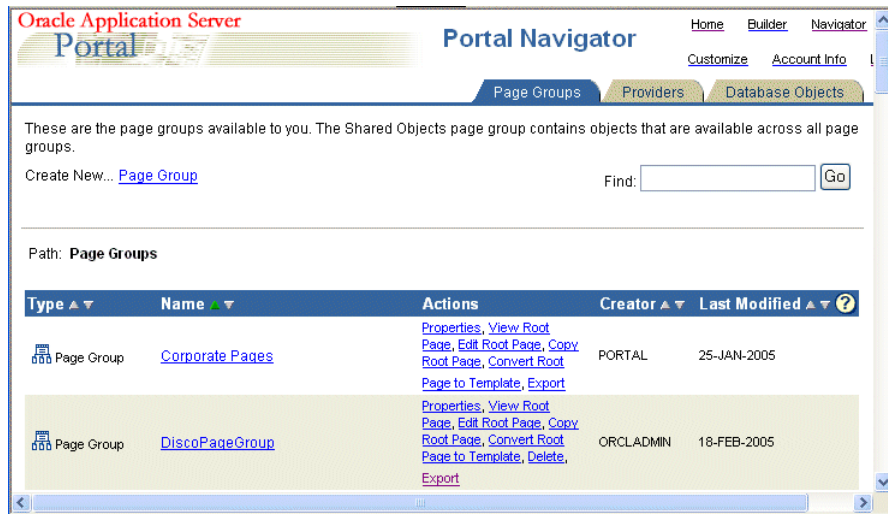 Oracle Application Server
Portal
Portal Navigator
Home Builder Navigator
Customize Account Info
Page Groups Providers Database Objects
These are the page groups available to you. The Shared Objects page group contains objects that are available across all page
groups.
Create New... Page Group
Find: Go
Path: Page Groups
Type Name Actions Creator Last Modified ?
Page Group Corporate Pages Properties, View Root
Page, Edit Root Page, Copy
Root Page, Convert Root
Page to Template, Export
PORTAL 25-JAN-2005
Page Group DiscoPageGroup Properties, View Root
Page, Edit Root Page, Copy
Root Page, Convert Root
Page to Template, Delete,
Export
ORCLADMIN 18-FEB-2005